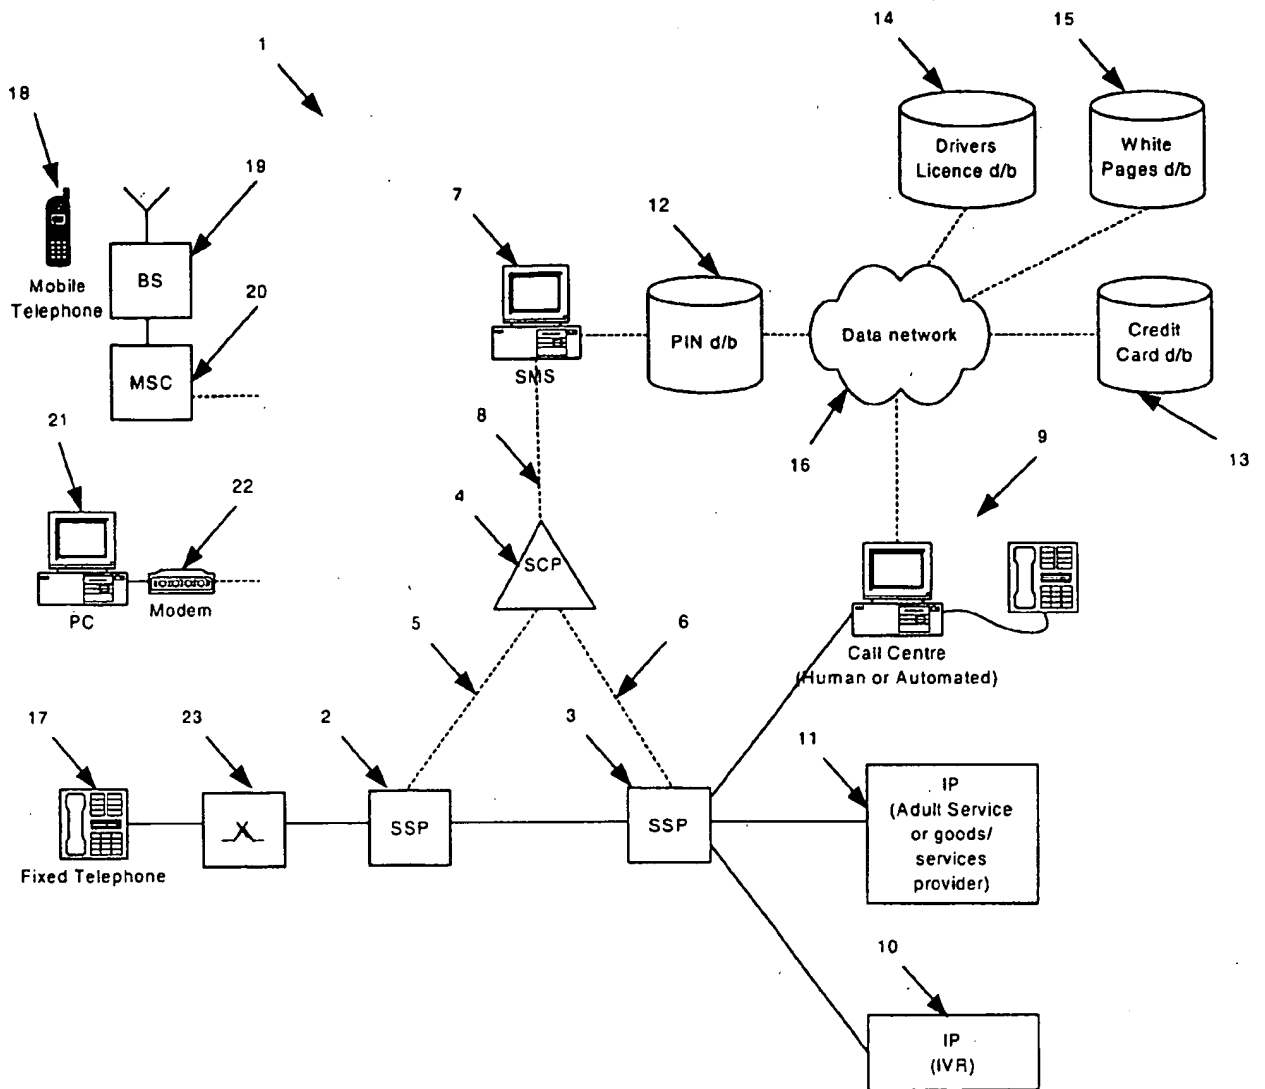 14
15
1
18
19
7
12
Drivers
Licence d/b
White
Pages d/b
BS
Mobile
Telephone
20
PIN d/b
Data network
Credit
Card d/b
MSC
SMS
21
8
9
16
13
22
4
SCP
PC
Modem
5
6
Call Centre
(Human or Automated)
17
23
2
3
11
IP
(Adult Service
or goods/
services
provider)
SSP
SSP
Fixed Telephone
10
IP
(IVR)